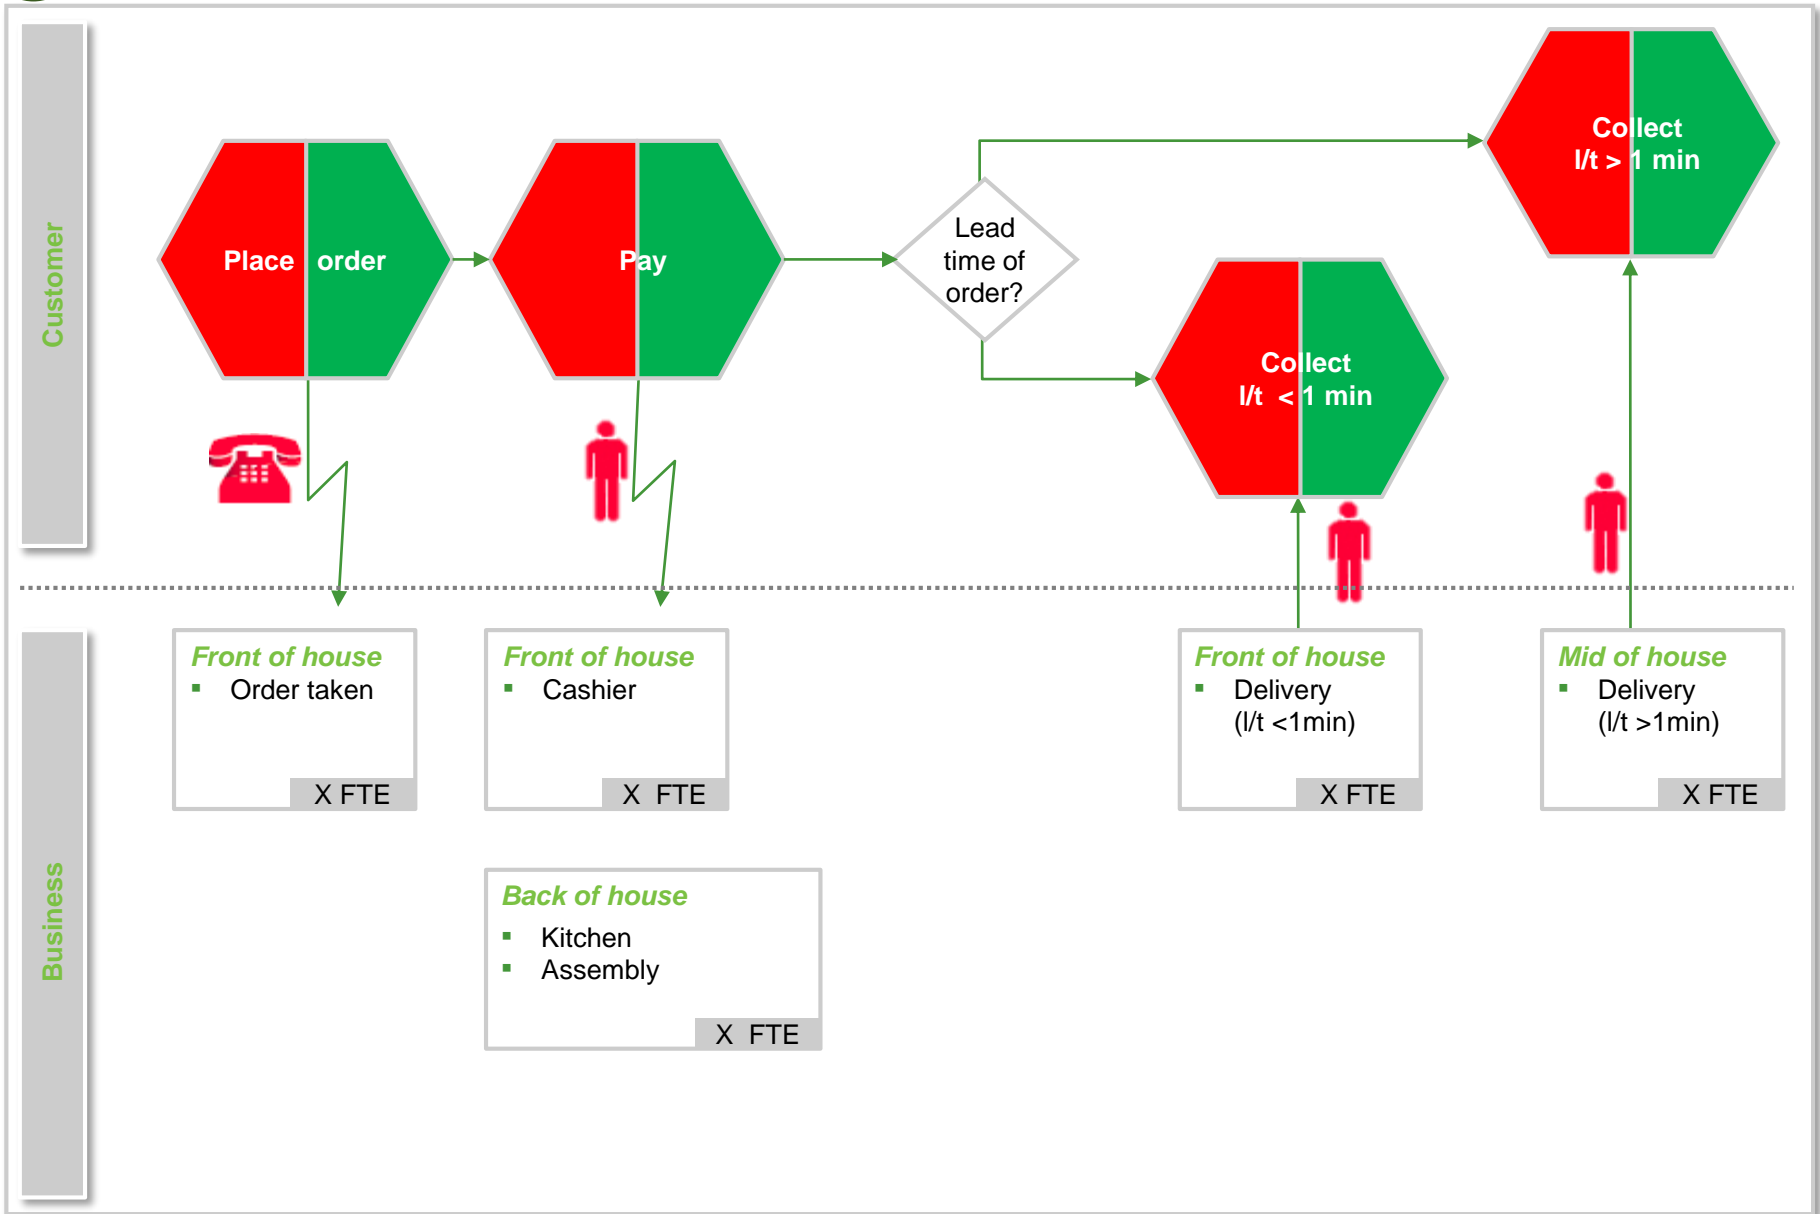 Customer
Place order
Pay
Lead
time of
order?
Collect
l/t > 1 min
Collect
l/t < 1 min
Business
Front of house
▪ Order taken
X FTE
Front of house
▪ Cashier
X FTE
Front of house
▪ Delivery
(l/t <1min)
X FTE
Mid of house
▪ Delivery
(l/t >1min)
X FTE
Back of house
▪ Kitchen
▪ Assembly
X FTE